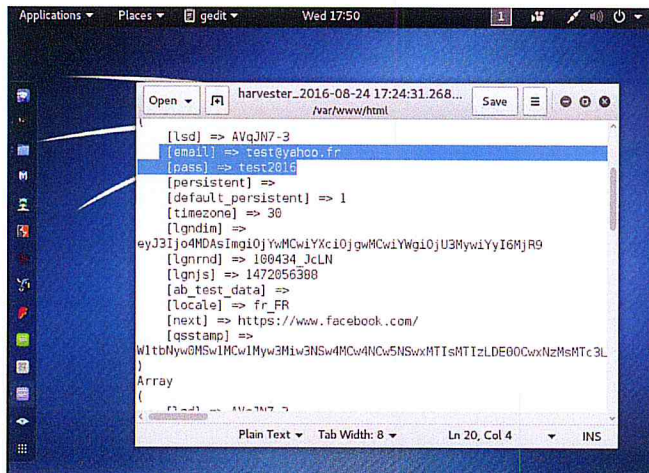 Applications ▾ Places ▾ gedit ▾ Wed 17:50 1
Open ▾ harvester_2016-08-24 17:24:31.268... Save
/var/www/html
(
[lsd] => AVqJN7-3
[email] => test@yahoo.fr
[pass] => test2016
[persistent] =>
[default_persistent] => 1
[timezone] => 30
[lgndim] =>
[lgnrnd] => 100434_JcLN
[lgnjs] => 1472056388
[ab_test_data] =>
[locale] => fr_FR
[next] => https://www.facebook.com/
[qsstamp] =>
)
Array
(
[lsd] => AVqJN7-3
Plain Text ▾ Tab Width: 8 ▾ Ln 20, Col 4 ▾ INS